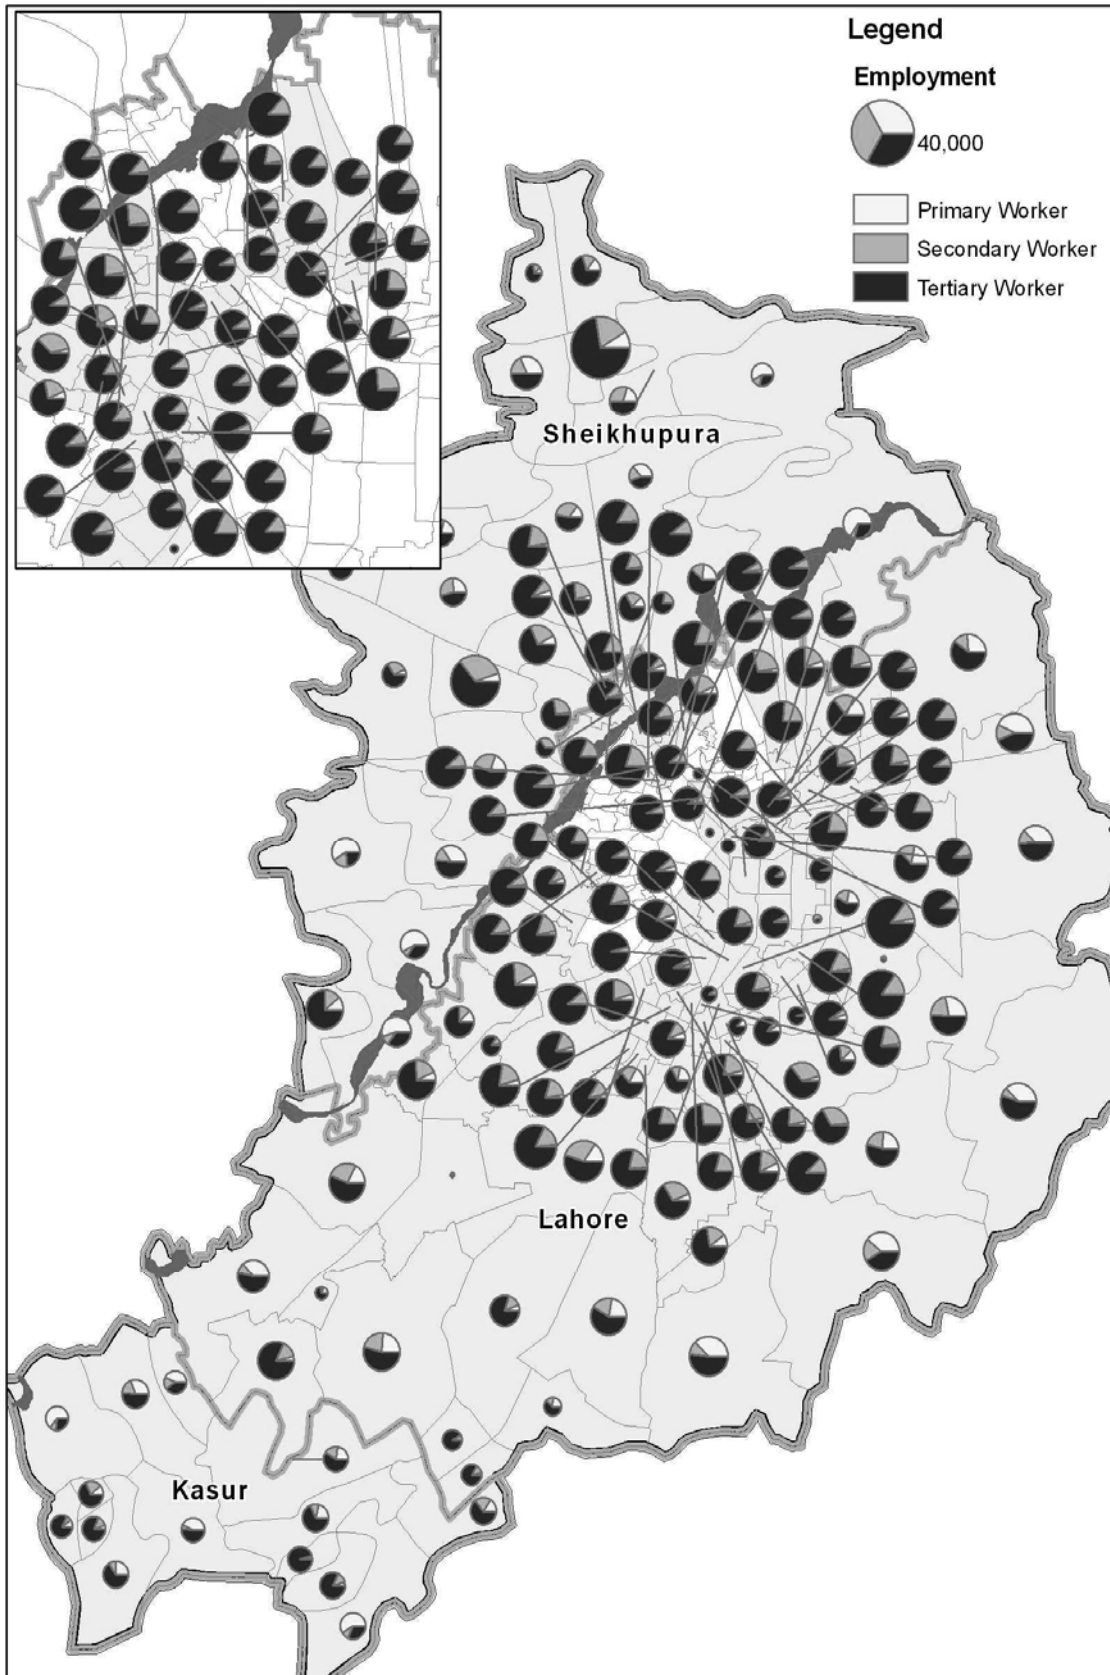 Legend
Employment
40,000
Primary Worker
Secondary Worker
Tertiary Worker
Sheikhupura
Lahore
Kasur